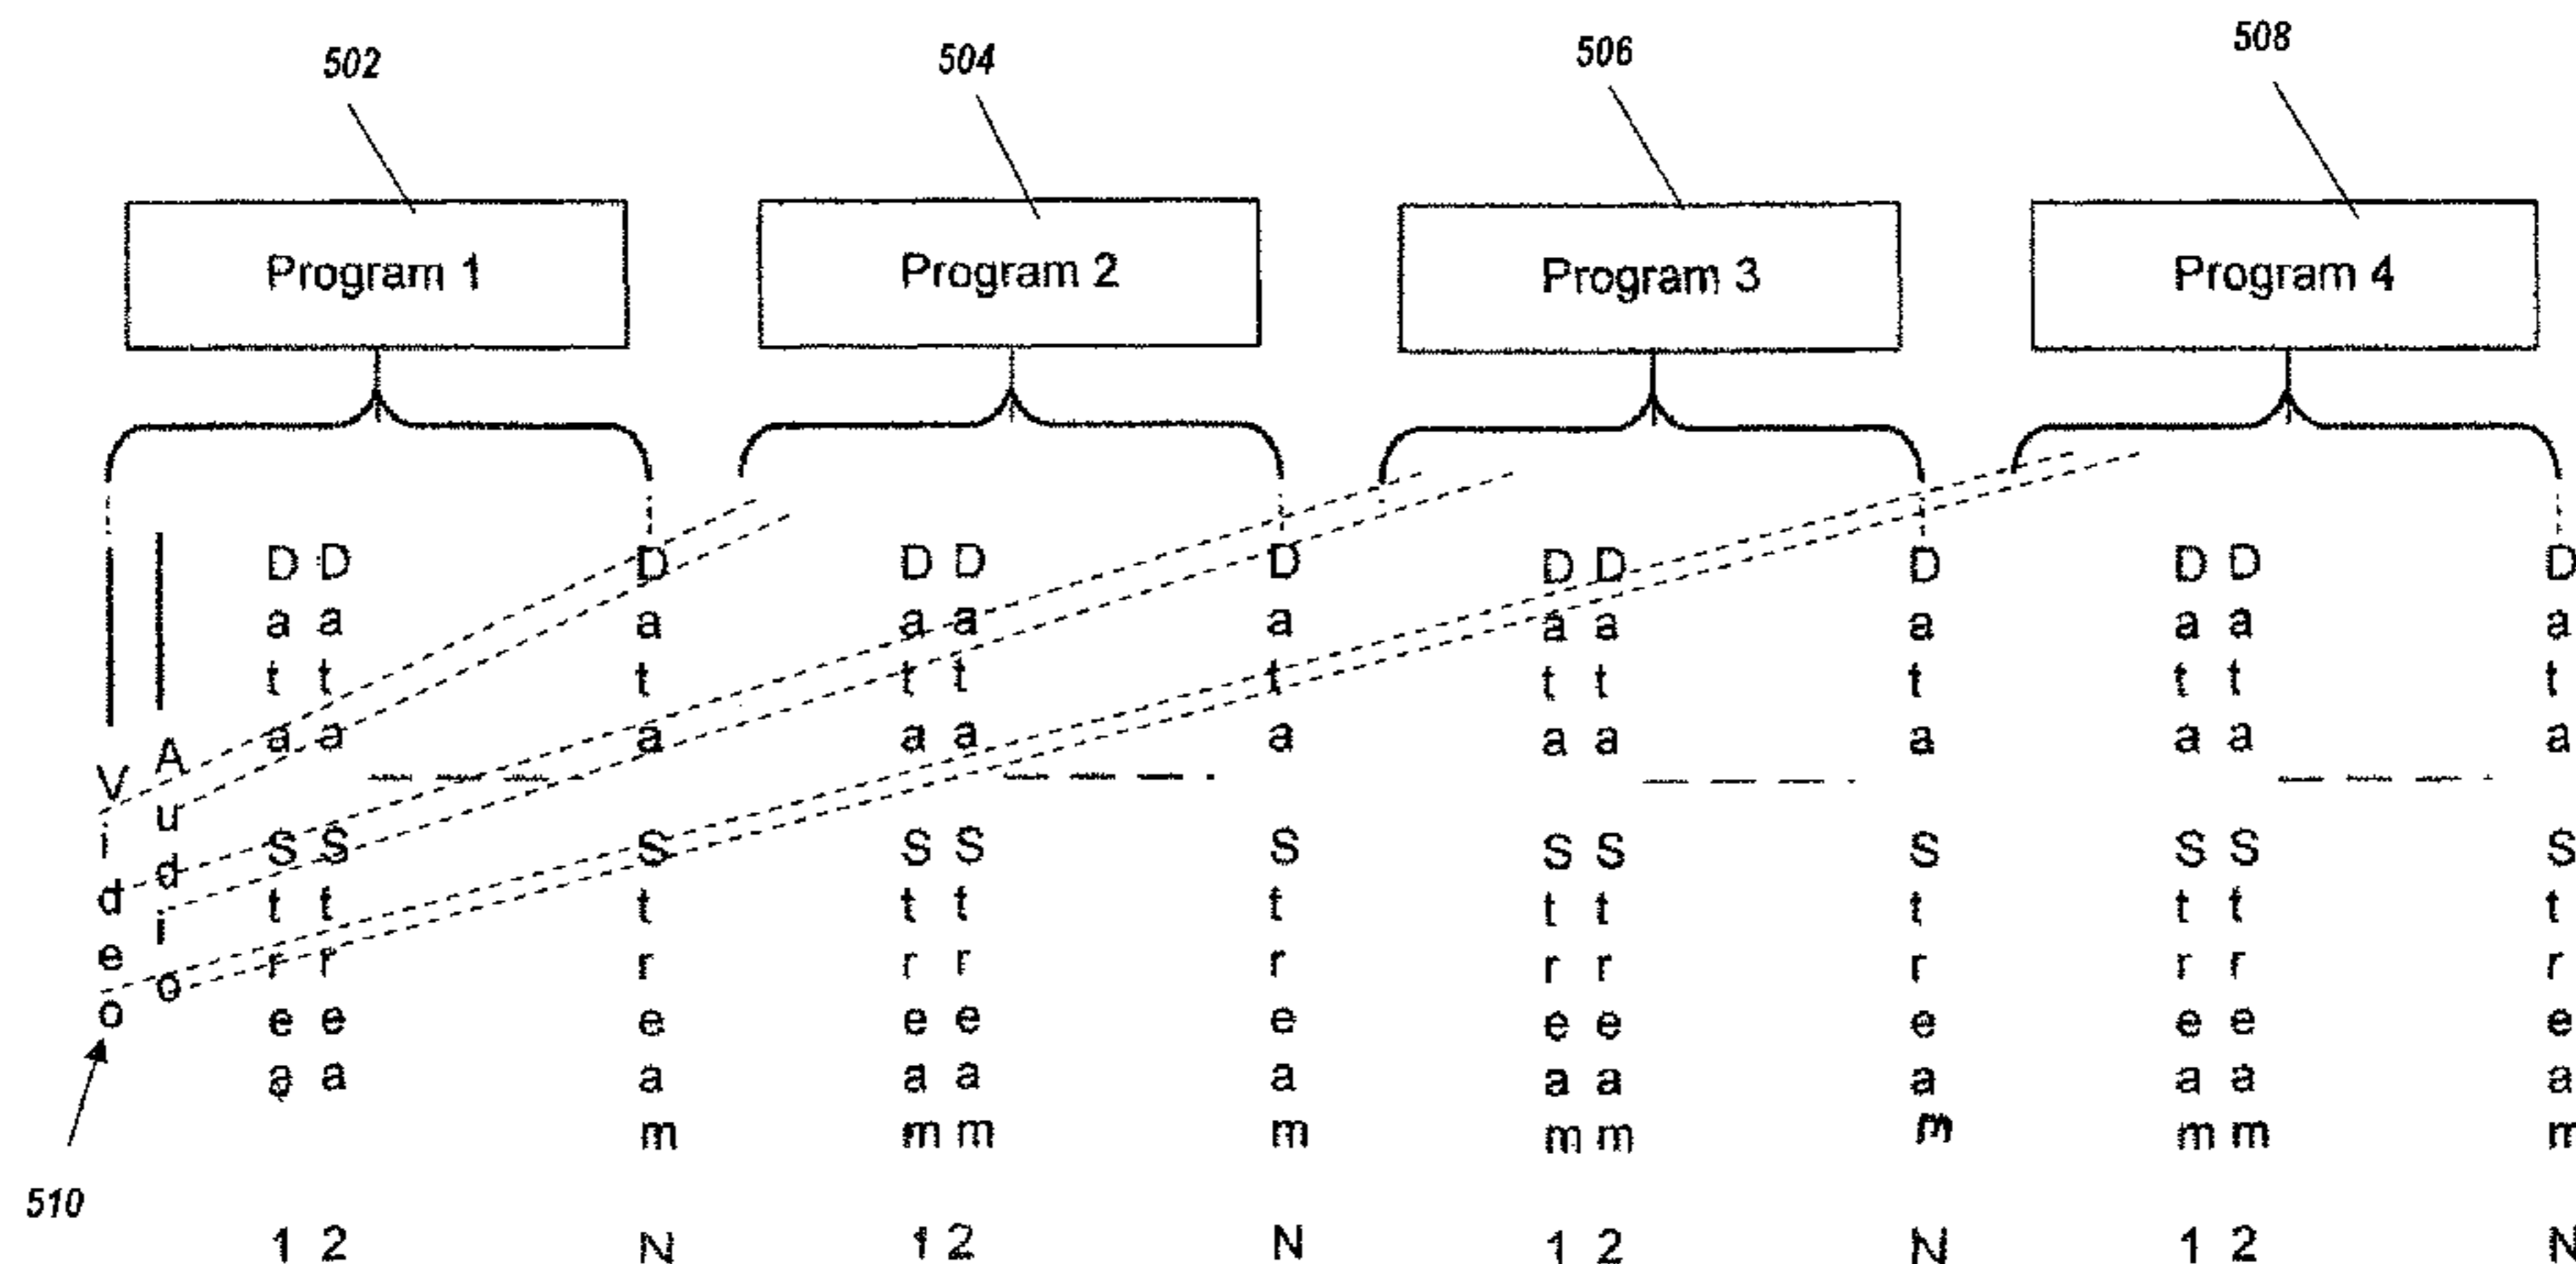 502
504
506
508
Program 1
Program 2
Program 3
Program 4
Video
Audio
Data Strea 1
Data Strea 2
Data Stream N
Data Stream 1
Data Stream 2
Data Stream N
Data Stream 1
Data Stream 2
Data Stream N
Data Stream 1
Data Stream 2
Data Stream N
510